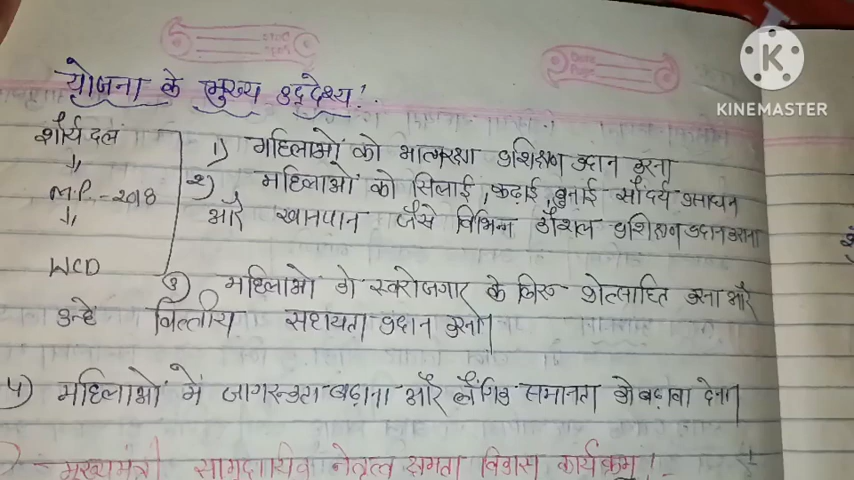 KINEMASTER
योजना के मुख्य उद्देश्य:
शौर्य दल
〃
M.P.-2018
〃
WCD
1) महिलाओं को आत्मरक्षा प्रशिक्षण प्रदान करना
2) महिलाओं को सिलाई, कढ़ाई, बुनाई सौंदर्य प्रसाधन
और खानपान जैसे विभिन्न कौशल प्रशिक्षण प्रदान कराना
3) महिलाओं को स्वरोजगार के लिए प्रोत्साहित करना और
उन्हें वित्तीय सहायता प्रदान करना।
4) महिलाओं में जागरूकता बढ़ाना और लैंगिक समानता को बढ़ावा देना।
मुख्यमंत्री सामुदायिक नेतृत्व क्षमता विकास कार्यक्रम!-